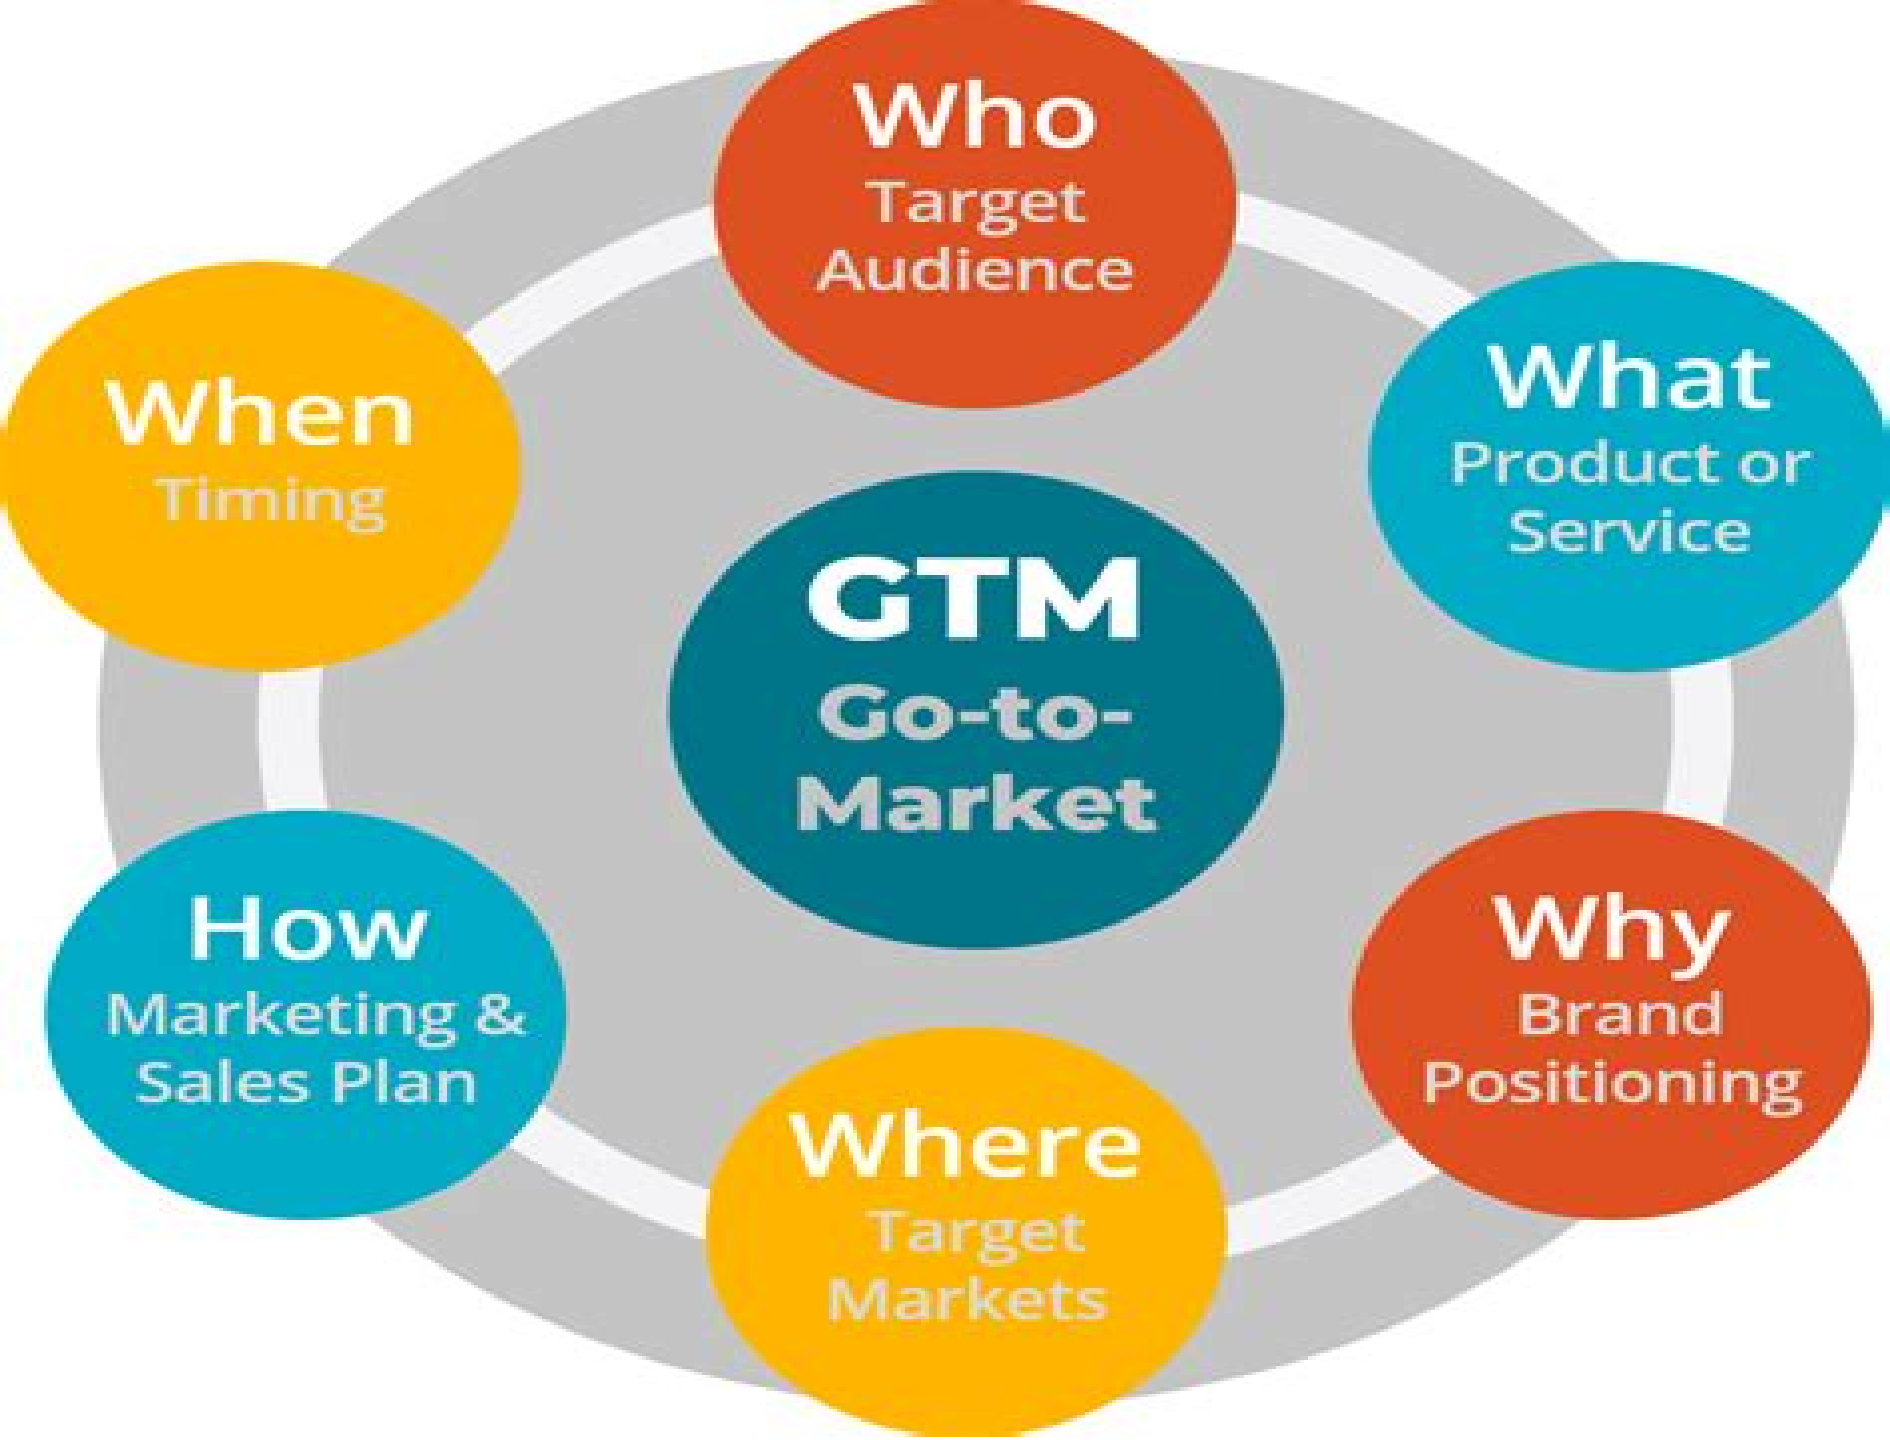 Who
Target
Audience
What
Product or
Service
Why
Brand
Positioning
Where
Target
Markets
How
Marketing &
Sales Plan
When
Timing
GTM
Go-to-
Market